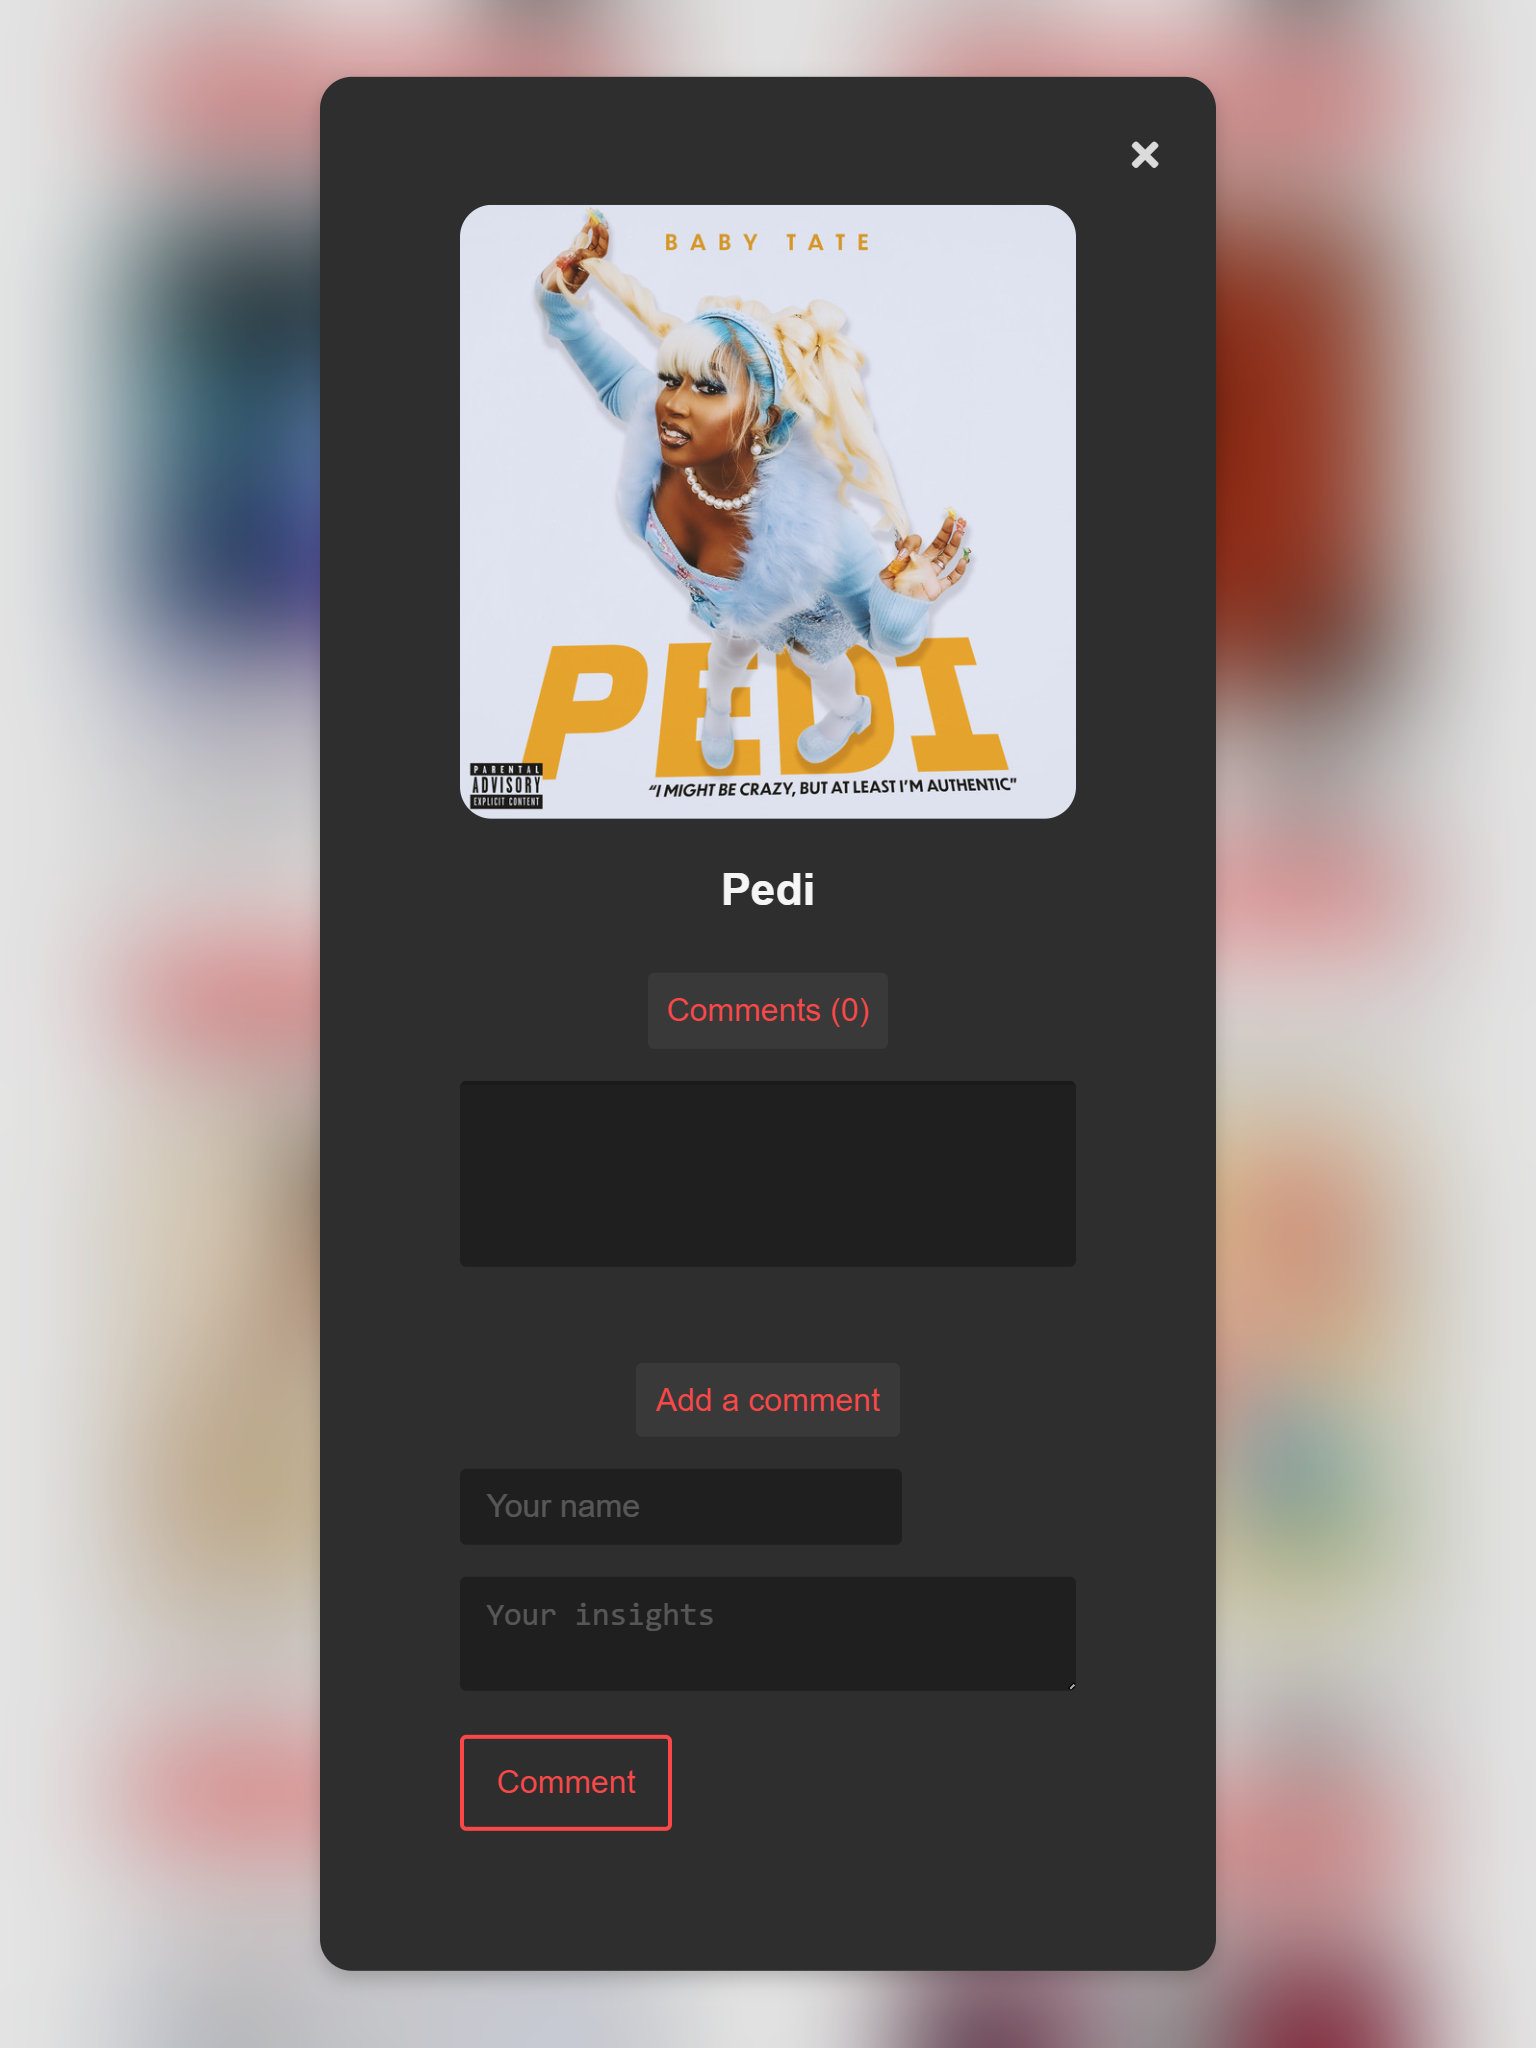 BABY TATE
PEDI
PARENTAL
ADVISORY
EXPLICIT CONTENT
“I MIGHT BE CRAZY, BUT AT LEAST I’M AUTHENTIC"
Pedi
Comments (0)
Add a comment
Your name
Your insights
Comment